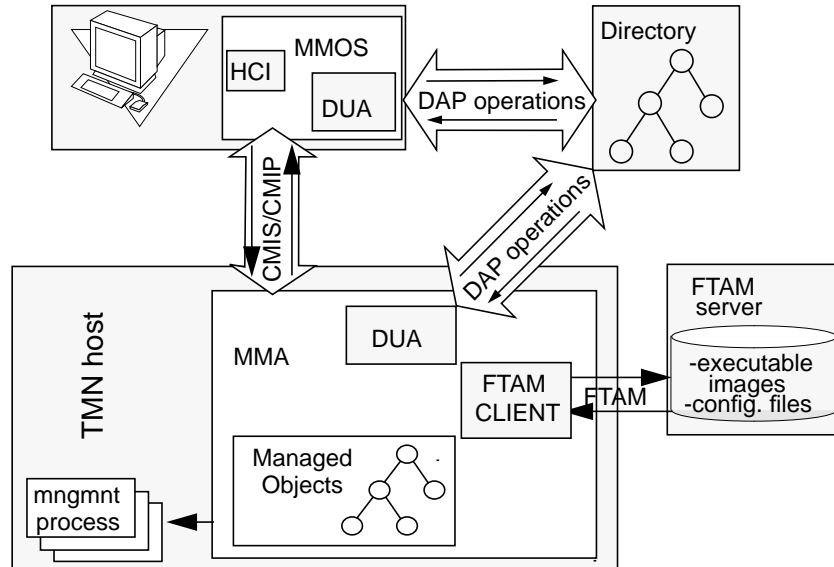 MMOS
HCI
DUA
DAP operations
Directory
CMIS/CMIP
DAP operations
TMN host
MMA
DUA
FTAM
CLIENT
FTAM
FTAM
server
-executable
images
-config. files
Managed
Objects
mngmnt
process